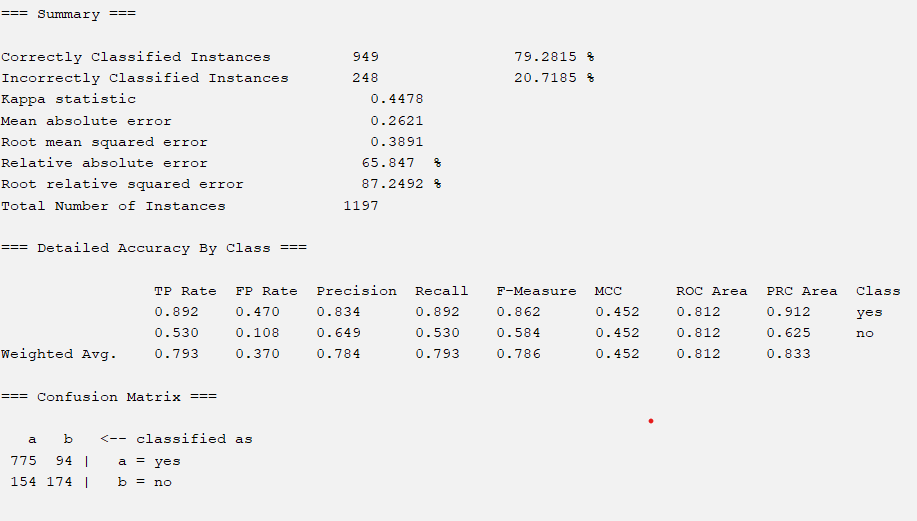 === Summary ===
Correctly Classified Instances         949               79.2815 %
Incorrectly Classified Instances       248               20.7185 %
Kappa statistic                          0.4478
Mean absolute error                      0.2621
Root mean squared error                  0.3891
Relative absolute error                 65.847  %
Root relative squared error             87.2492 %
Total Number of Instances             1197
=== Detailed Accuracy By Class ===
                 TP Rate  FP Rate  Precision  Recall   F-Measure  MCC      ROC Area  PRC Area  Class
                 0.892    0.470    0.834      0.892    0.862      0.452    0.812     0.912     yes
                 0.530    0.108    0.649      0.530    0.584      0.452    0.812     0.625     no
Weighted Avg.    0.793    0.370    0.784      0.793    0.786      0.452    0.812     0.833
=== Confusion Matrix ===
   a   b   <-- classified as
 775  94 |   a = yes
 154 174 |   b = no